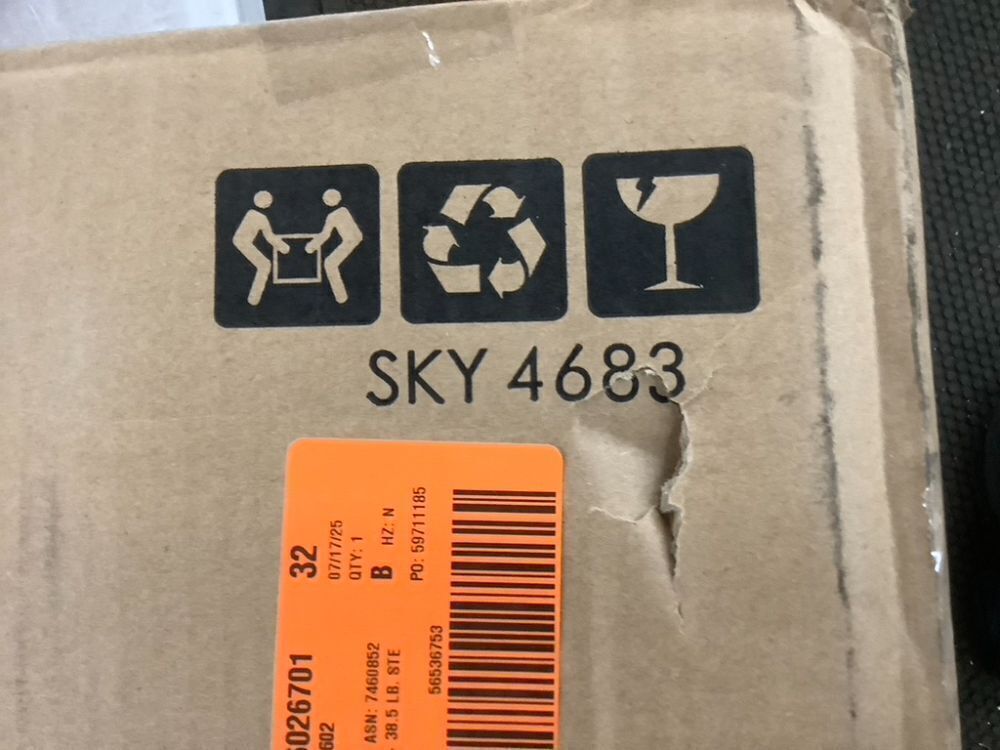 SKY 4683
32
07/17/25
QTY: 1
B HZ: N
PO: 59711185
5026701
602
ASN: 7460852
38.5 LB. STE
56536753